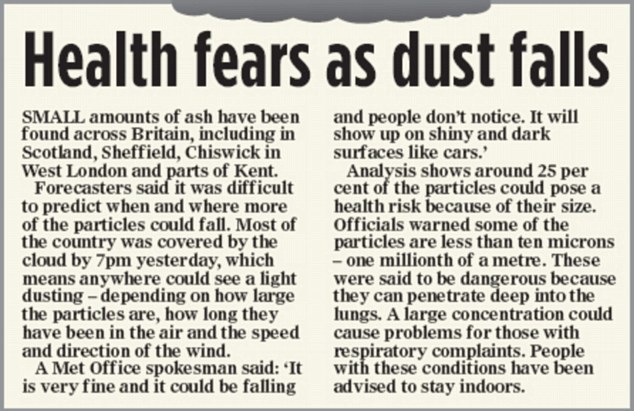 Health fears as dust falls
SMALL amounts of ash have been
found across Britain, including in
Scotland, Sheffield, Chiswick in
West London and parts of Kent.
Forecasters said it was difficult
to predict when and where more
of the particles could fall. Most of
the country was covered by the
cloud by 7pm yesterday, which
means anywhere could see a light
dusting – depending on how large
the particles are, how long they
have been in the air and the speed
and direction of the wind.
A Met Office spokesman said: ‘It
is very fine and it could be falling
and people don’t notice. It will
show up on shiny and dark
surfaces like cars.’
Analysis shows around 25 per
cent of the particles could pose a
health risk because of their size.
Officials warned some of the
particles are less than ten microns
– one millionth of a metre. These
were said to be dangerous because
they can penetrate deep into the
lungs. A large concentration could
cause problems for those with
respiratory complaints. People
with these conditions have been
advised to stay indoors.